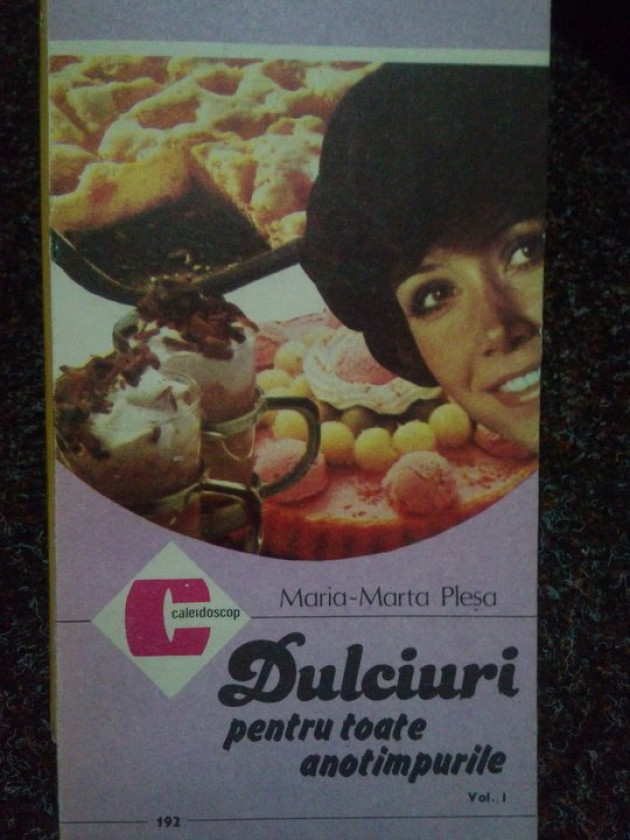 Maria-Marta Pleșa
C caleidoscop
Dulciuri
pentru toate
anotimpurile
Vol. I
192